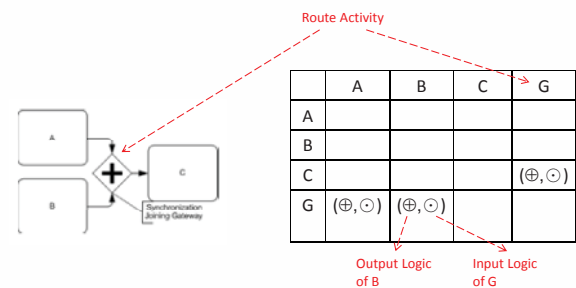 Route Activity
A
B
C
Synchronization
Joining Gateway
A B C G
A
B
C (⊕,⊙)
G (⊕,⊙) (⊕,⊙)
Output Logic
of B
Input Logic
of G